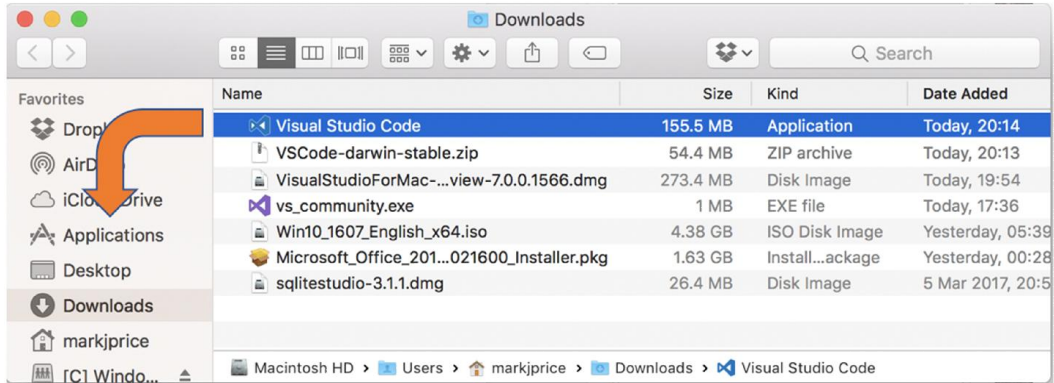 Downloads
Search
Favorites
Name Size Kind Date Added
Visual Studio Code 155.5 MB Application Today, 20:14
VSCode-darwin-stable.zip 54.4 MB ZIP archive Today, 20:13
VisualStudioForMac-...view-7.0.0.1566.dmg 273.4 MB Disk Image Today, 19:54
vs_community.exe 1 MB EXE file Today, 17:36
Win10_1607_English_x64.iso 4.38 GB ISO Disk Image Yesterday, 05:39
Microsoft_Office_201...021600_Installer.pkg 1.63 GB Install...ackage Yesterday, 00:28
sqlitestudio-3.1.1.dmg 26.4 MB Disk Image 5 Mar 2017, 20:5
Drop
AirD
iClo Drive
Applications
Desktop
Downloads
markjprice
[C] Windo...
Macintosh HD › Users › markjprice › Downloads › Visual Studio Code